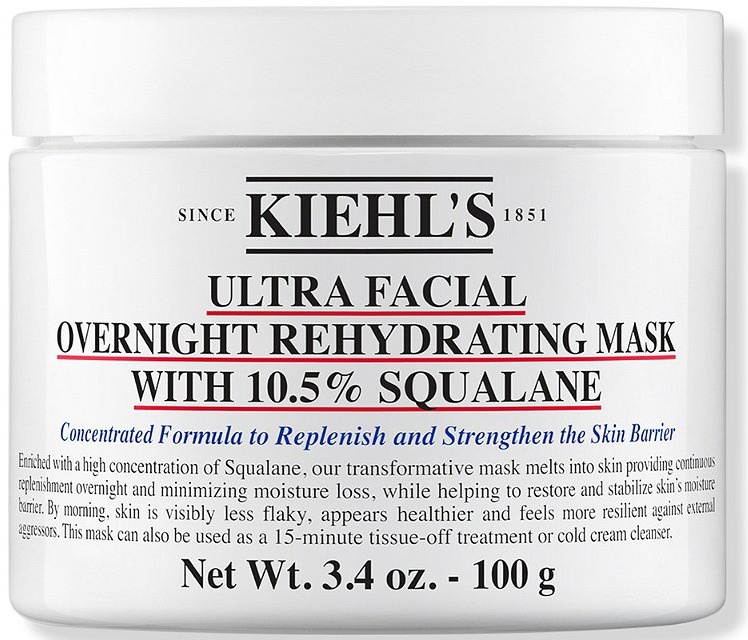 SINCE KIEHL'S 1851
ULTRA FACIAL
OVERNIGHT REHYDRATING MASK
WITH 10.5% SQUALANE
Concentrated Formula to Replenish and Strengthen the Skin Barrier
Enriched with a high concentration of Squalane, our transformative mask melts into skin providing continuous
replenishment overnight and minimizing moisture loss, while helping to restore and stabilize skin's moisture
barrier. By morning, skin is visibly less flaky, appears healthier and feels more resilient against external
aggressors. This mask can also be used as a 15-minute tissue-off treatment or cold cream cleanser.
Net Wt. 3.4 oz. - 100 g